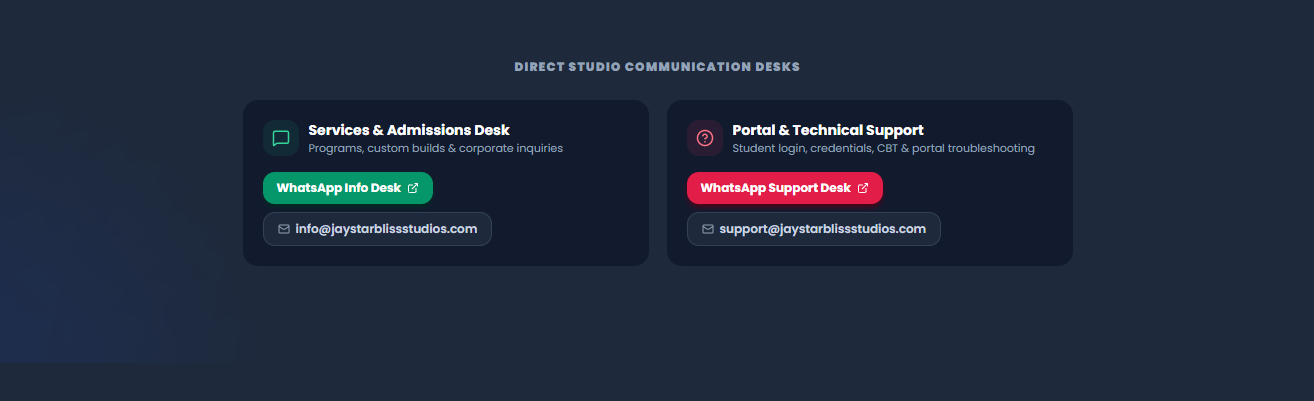 DIRECT STUDIO COMMUNICATION DESKS
Services & Admissions Desk
Programs, custom builds & corporate inquiries
WhatsApp Info Desk
info@jaystarblissstudios.com
Portal & Technical Support
Student login, credentials, CBT & portal troubleshooting
WhatsApp Support Desk
support@jaystarblissstudios.com